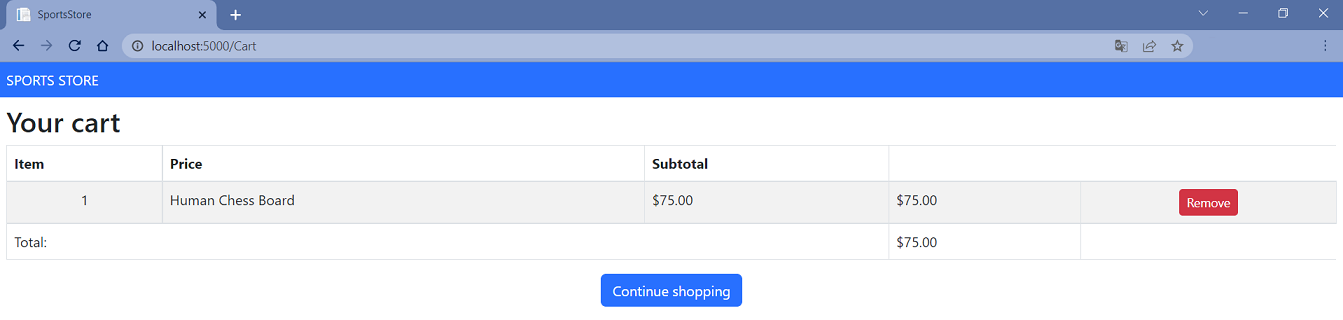 SportsStore
localhost:5000/Cart
SPORTS STORE
Your cart
Item Price Subtotal
1 Human Chess Board $75.00 $75.00 Remove
Total: $75.00
Continue shopping